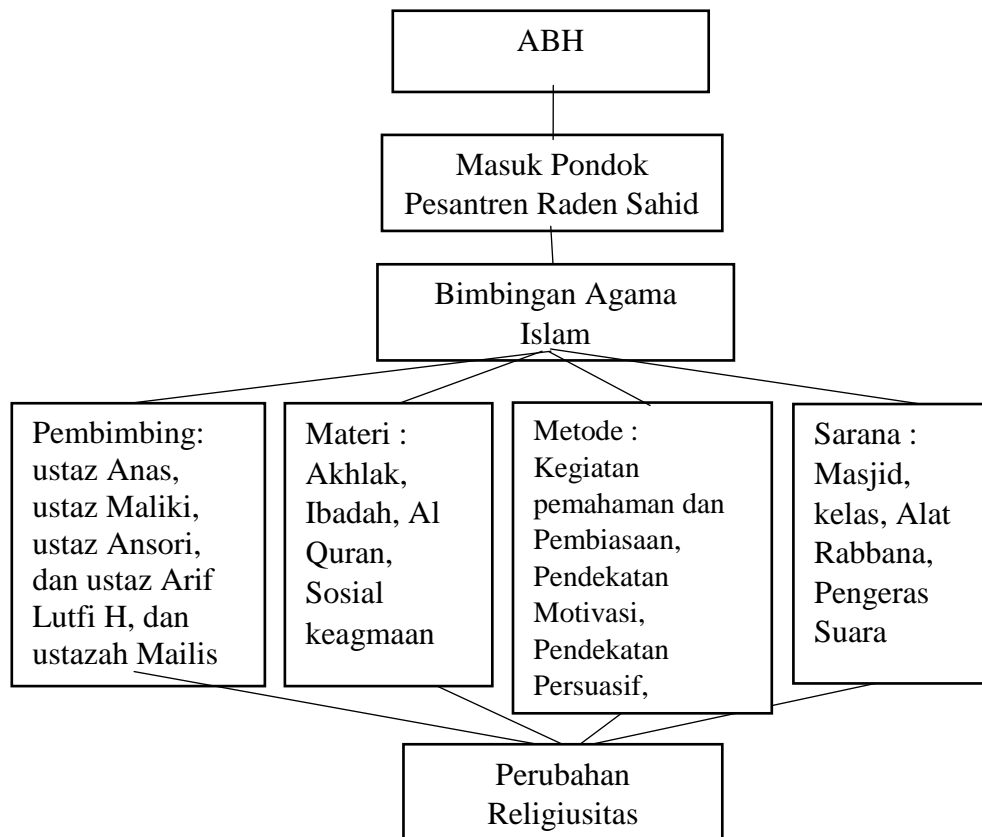 ABH
Masuk Pondok
Pesantren Raden Sahid
Bimbingan Agama
Islam
Pembimbing:
ustaz Anas,
ustaz Maliki,
ustaz Ansori,
dan ustaz Arif
Lutfi H, dan
ustazah Mailis
Materi :
Akhlak,
Ibadah, Al
Quran,
Sosial
keagmaan
Metode :
Kegiatan
pemahaman dan
Pembiasaan,
Pendekatan
Motivasi,
Pendekatan
Persuasif,
Sarana :
Masjid,
kelas, Alat
Rabbana,
Pengeras
Suara
Perubahan
Religiusitas